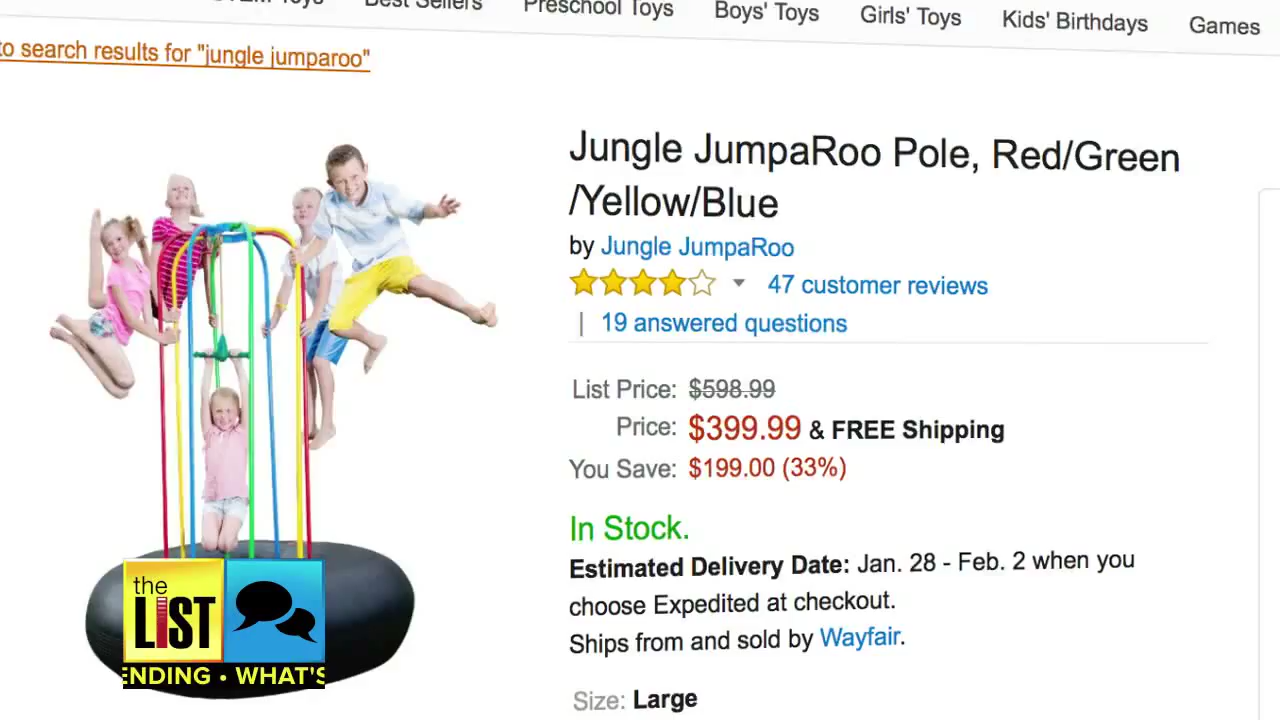 Best Sellers
Preschool Toys
Boys' Toys
Girls' Toys
Kids' Birthdays
Games
to search results for "jungle jumparoo"
Jungle JumpaRoo Pole, Red/Green
/Yellow/Blue
by Jungle JumpaRoo
47 customer reviews
| 19 answered questions
List Price: $598.99
Price: $399.99 & FREE Shipping
You Save: $199.00 (33%)
In Stock.
Estimated Delivery Date: Jan. 28 - Feb. 2 when you
choose Expedited at checkout.
Ships from and sold by Wayfair.
Size: Large
the
LIST
ENDING • WHAT'S